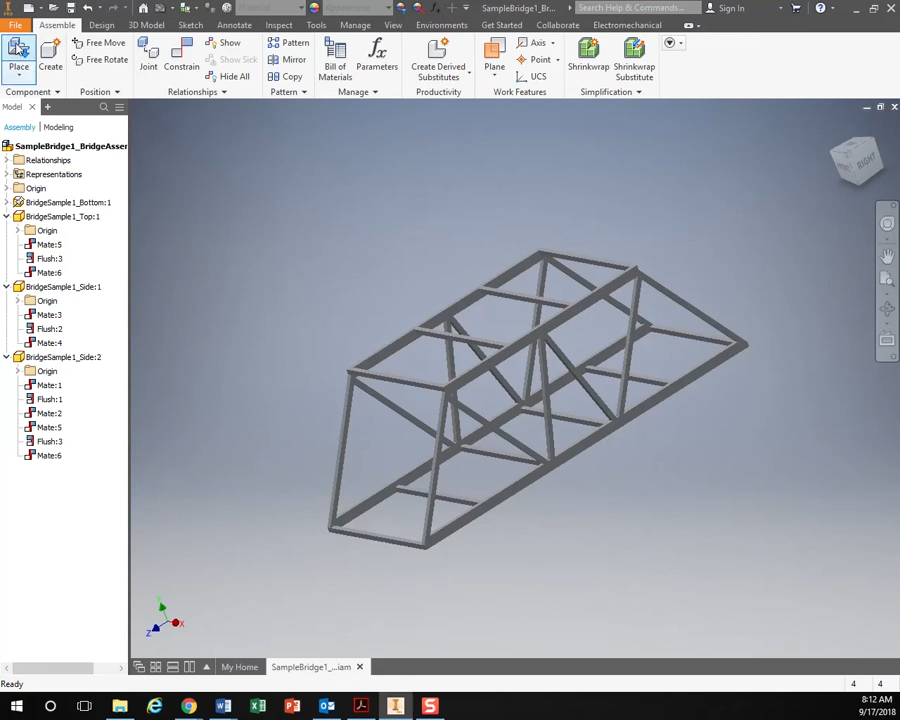 SampleBridge1_Br...
Search Help & Commands...
Sign In
File Assemble Design 3D Model Sketch Annotate Inspect Tools Manage View Environments Get Started Collaborate Electromechanical
Place
Create
Free Move
Free Rotate
Joint
Constrain
Show
Show Sick
Hide All
Pattern
Mirror
Copy
Bill of
Materials
Parameters
Create Derived
Substitutes
Plane
Axis
Point
UCS
Shrinkwrap
Shrinkwrap
Substitute
Component Position Relationships Pattern Manage Productivity Work Features Simplification
Model
Assembly Modeling
SampleBridge1_BridgeAsser
Relationships
Representations
Origin
BridgeSample1_Bottom:1
BridgeSample1_Top:1
Origin
Mate:5
Flush:3
Mate:6
BridgeSample1_Side:1
Origin
Mate:3
Flush:2
Mate:4
BridgeSample1_Side:2
Origin
Mate:1
Flush:1
Mate:2
Mate:5
Flush:3
Mate:6
RIGHT
Y
Z
X
My Home
SampleBridge1_...iam
Ready
4 4
8:12 AM
9/17/2018